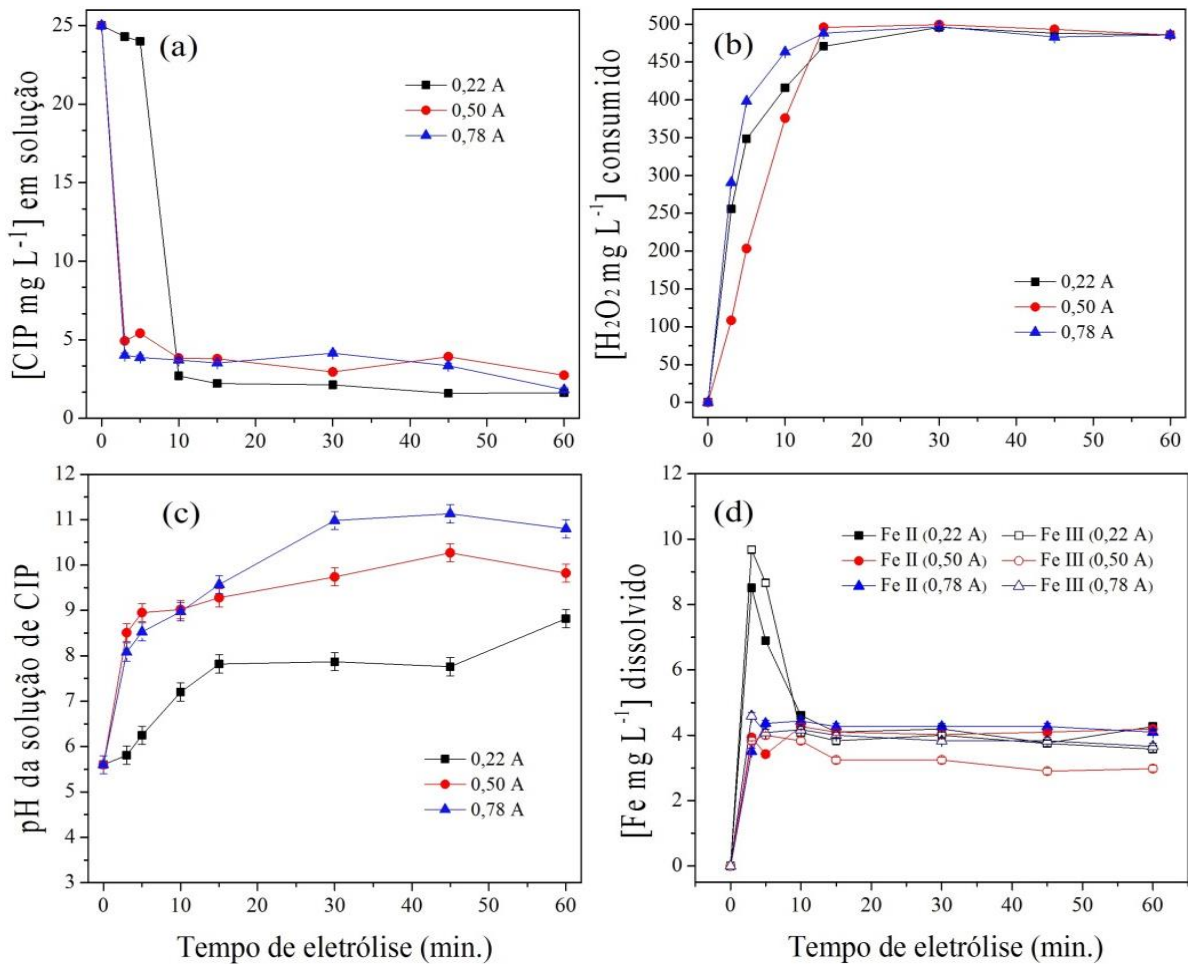 (a)
[CIP mg L⁻¹] em solução
25
20
15
10
5
0
0,22 A
0,50 A
0,78 A
0 10 20 30 40 50 60
(b)
[H₂O₂ mg L⁻¹] consumido
500
450
400
350
300
250
200
150
100
50
0
0,22 A
0,50 A
0,78 A
0 10 20 30 40 50 60
(c)
pH da solução de CIP
12
11
10
9
8
7
6
5
4
3
0,22 A
0,50 A
0,78 A
0 10 20 30 40 50 60
Tempo de eletrólise (min.)
(d)
[Fe mg L⁻¹] dissolvido
12
10
8
6
4
2
0
Fe II (0,22 A) Fe III (0,22 A)
Fe II (0,50 A) Fe III (0,50 A)
Fe II (0,78 A) Fe III (0,78 A)
0 10 20 30 40 50 60
Tempo de eletrólise (min.)